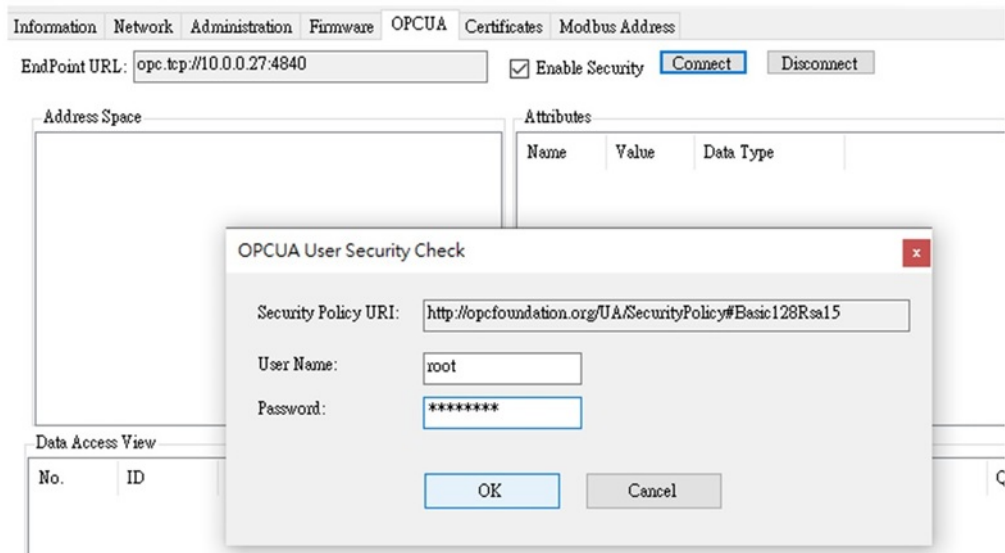 Information Network Administration Firmware OPCUA Certificates Modbus Address
EndPoint URL: opc.tcp://10.0.0.27:4840 Enable Security Connect Disconnect
Address Space Attributes
Name Value Data Type
OPCUA User Security Check x
Security Policy URI: http://opcfoundation.org/UA/SecurityPolicy#Basic128Rsa15
User Name: root
Password: ********
Data Access View
No. ID
OK Cancel